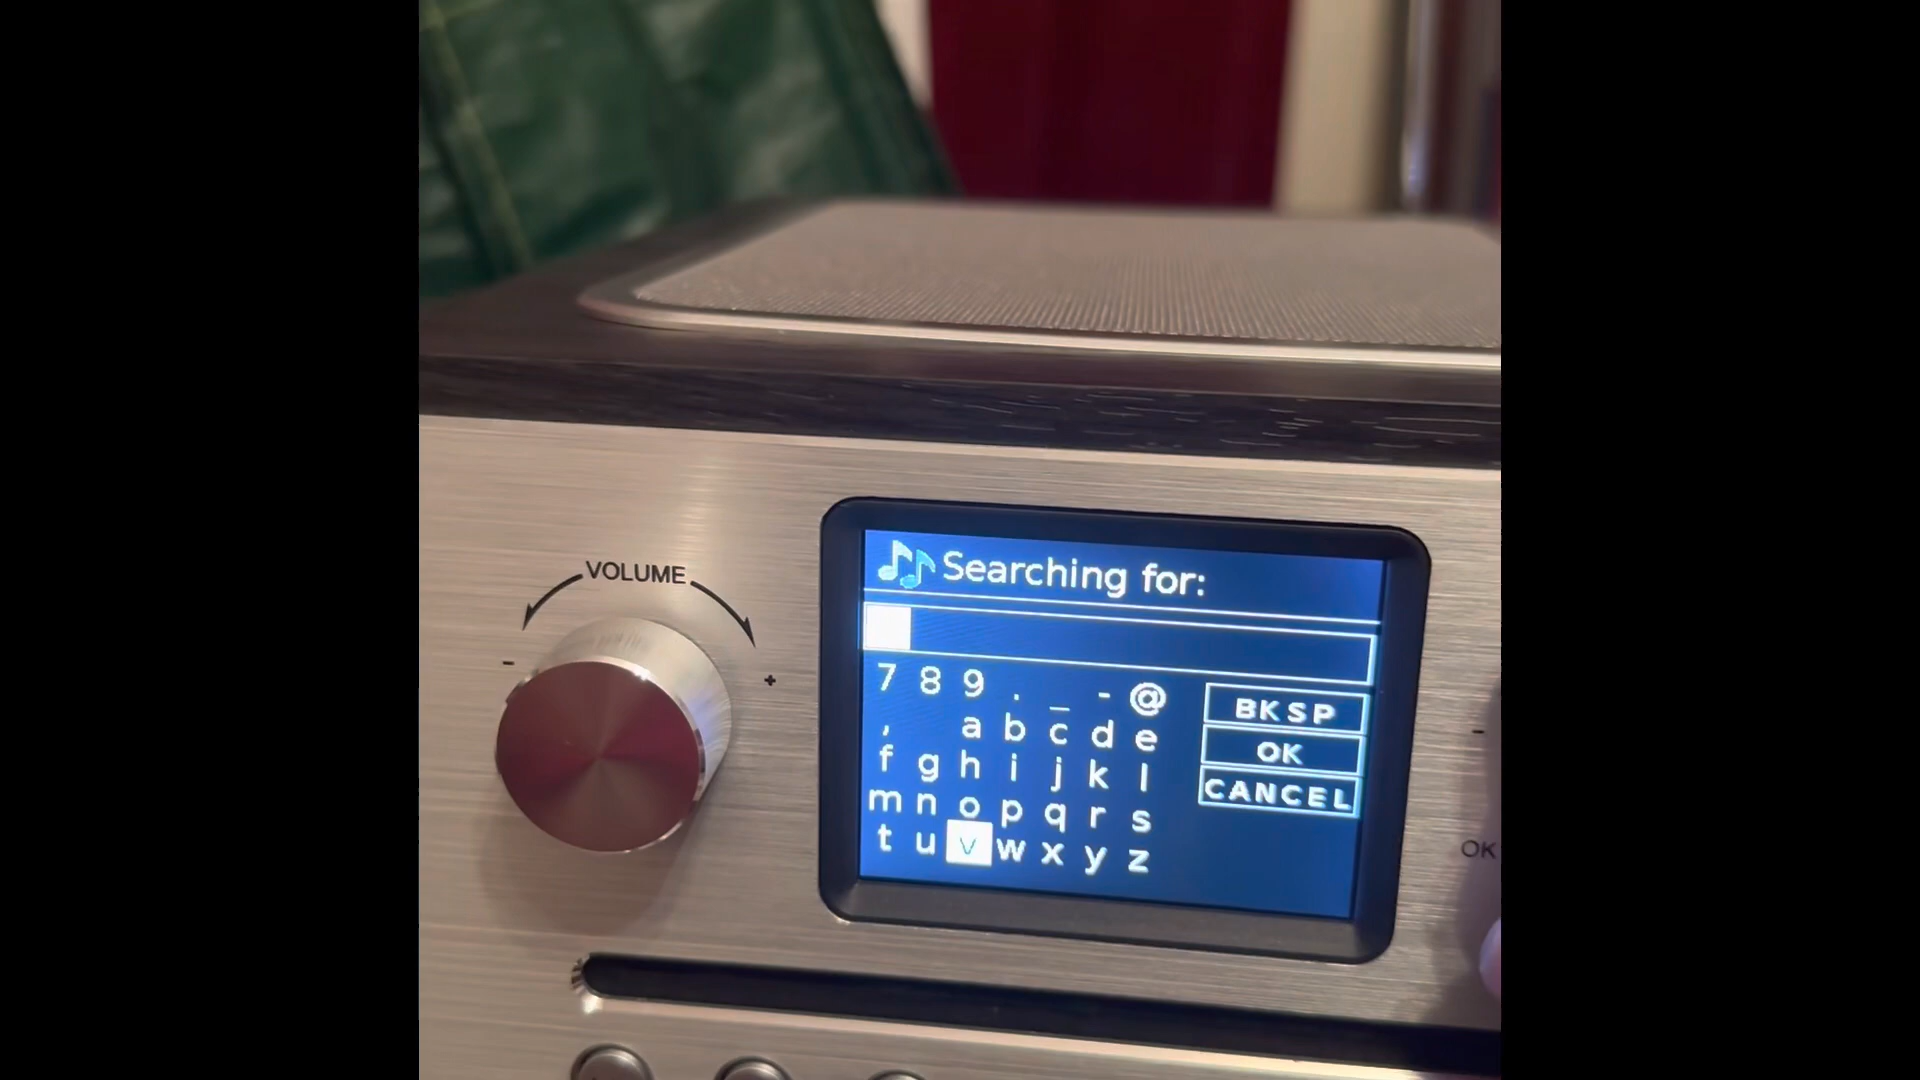 VOLUME
-
+
Searching for:
7 8 9 . _ - @
, a b c d e
f g h i j k l
m n o p q r s
t u v w x y z
BKSP
OK
CANCEL
-
OK